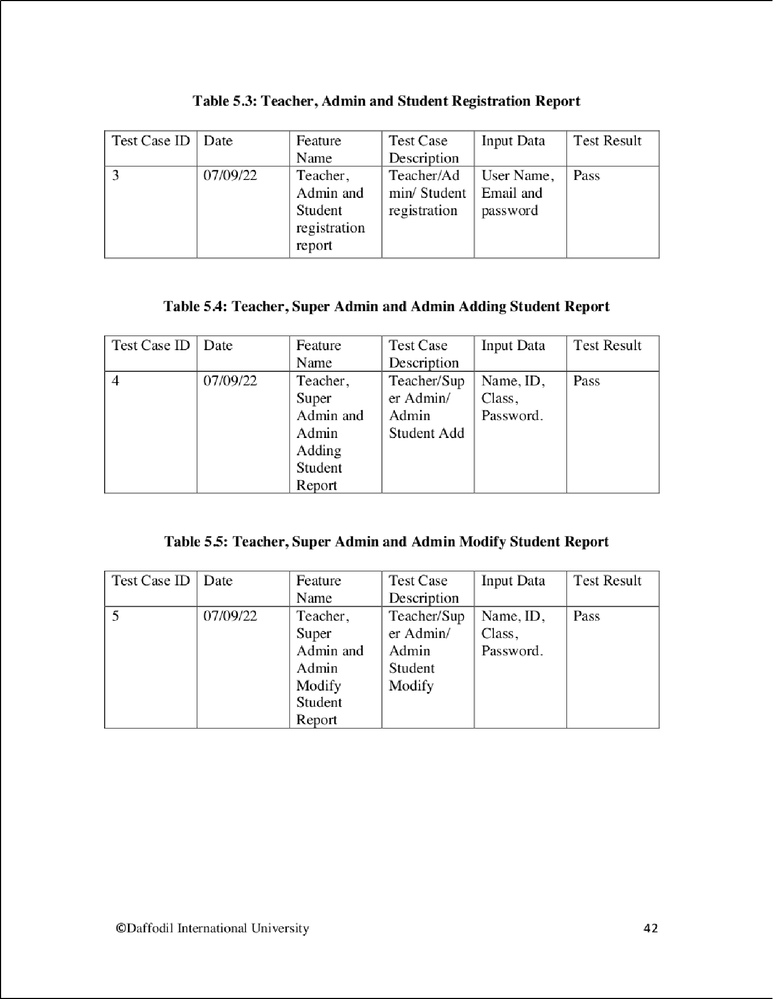 Table 5.3: Teacher, Admin and Student Registration Report
Test Case ID Date Feature Name Test Case Description Input Data Test Result
3 07/09/22 Teacher, Admin and Student registration report Teacher/Ad min/ Student registration User Name, Email and password Pass
Table 5.4: Teacher, Super Admin and Admin Adding Student Report
Test Case ID Date Feature Name Test Case Description Input Data Test Result
4 07/09/22 Teacher, Super Admin and Admin Adding Student Report Teacher/Sup er Admin/ Admin Student Add Name, ID, Class, Password. Pass
Table 5.5: Teacher, Super Admin and Admin Modify Student Report
Test Case ID Date Feature Name Test Case Description Input Data Test Result
5 07/09/22 Teacher, Super Admin and Admin Modify Student Report Teacher/Sup er Admin/ Admin Student Modify Name, ID, Class, Password. Pass
©Daffodil International University 42